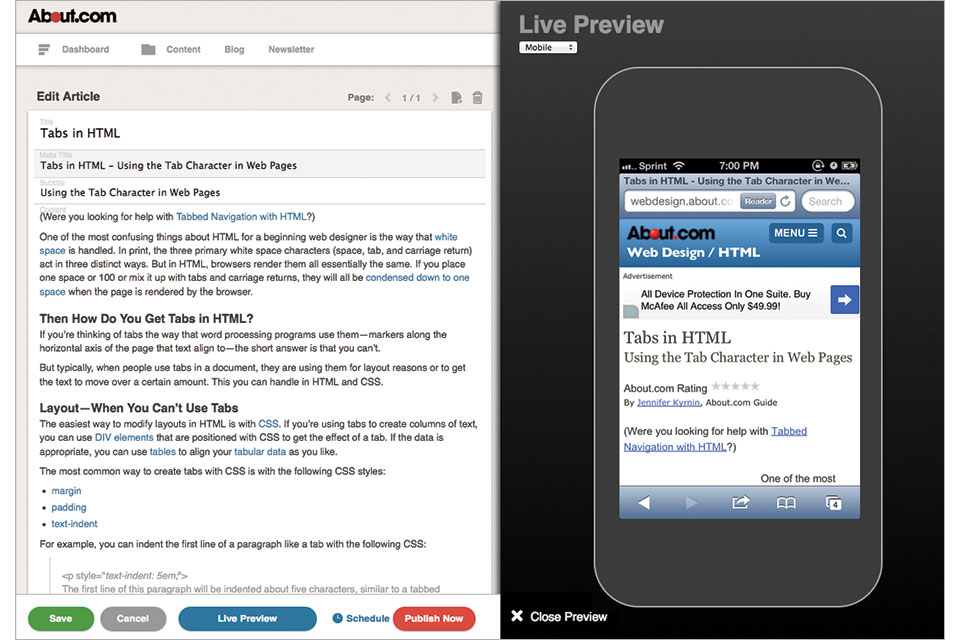 About.com
Dashboard Content Blog Newsletter
Edit Article
Page: 1 / 1
Title
Tabs in HTML
Meta Title
Tabs in HTML – Using the Tab Character in Web Pages
Subtitle
Using the Tab Character in Web Pages
Content
(Were you looking for help with Tabbed Navigation with HTML?)
One of the most confusing things about HTML for a beginning web designer is the way that white
space is handled. In print, the three primary white space characters (space, tab, and carriage return)
act in three distinct ways. But in HTML, browsers render them all essentially the same. If you place
one space or 100 or mix it up with tabs and carriage returns, they will all be condensed down to one
space when the page is rendered by the browser.
Then How Do You Get Tabs in HTML?
If you're thinking of tabs the way that word processing programs use them—markers along the
horizontal axis of the page that text align to—the short answer is that you can't.
But typically, when people use tabs in a document, they are using them for layout reasons or to get
the text to move over a certain amount. This you can handle in HTML and CSS.
Layout—When You Can't Use Tabs
The easiest way to modify layouts in HTML is with CSS. If you're using tabs to create columns of text,
you can use DIV elements that are positioned with CSS to get the effect of a tab. If the data is
appropriate, you can use tables to align your tabular data as you like.
The most common way to create tabs with CSS is with the following CSS styles:
• margin
• padding
• text-indent
For example, you can indent the first line of a paragraph like a tab with the following CSS:
<p style="text-indent: 5em;">
The first line of this paragraph will be indented about five characters, similar to a tabbed
Save Cancel Live Preview Schedule Publish Now
Live Preview
Mobile
Sprint 7:00 PM
Tabs in HTML - Using the Tab Character in We...
webdesign.about.co Reader Search
About.com MENU
Web Design / HTML
Advertisement
All Device Protection In One Suite. Buy
McAfee All Access Only $49.99!
Tabs in HTML
Using the Tab Character in Web Pages
About.com Rating
By Jennifer Kyrnin, About.com Guide
(Were you looking for help with Tabbed
Navigation with HTML?)
One of the most
4
Close Preview